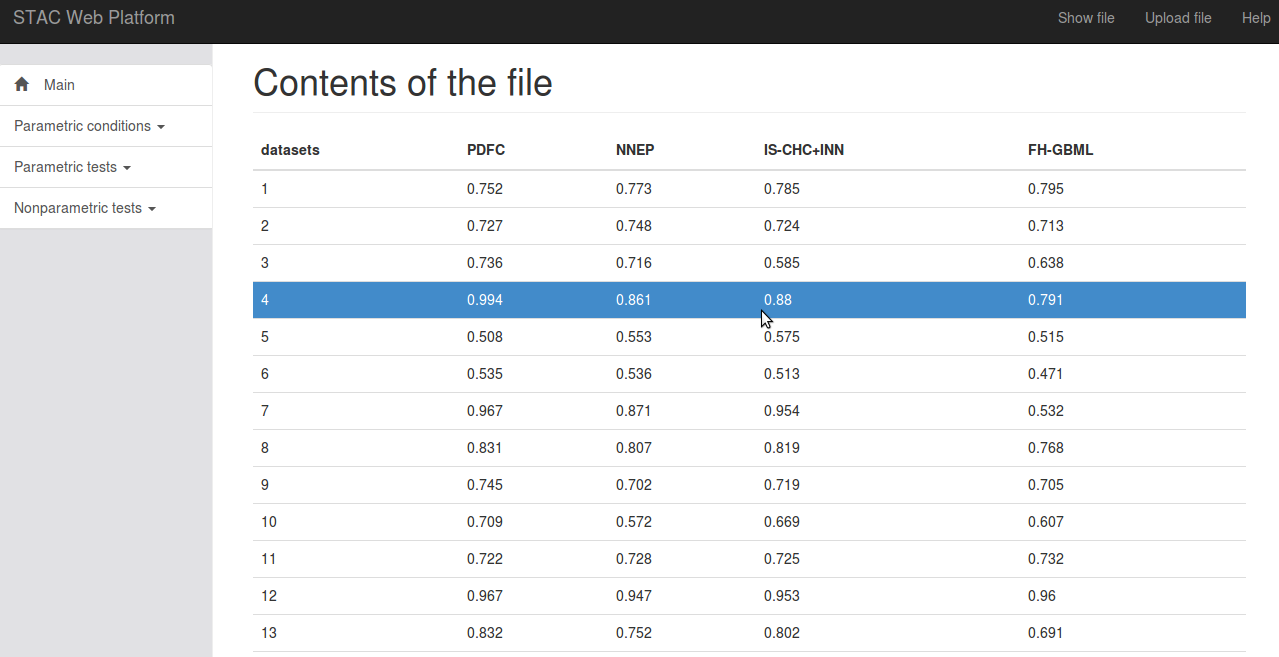 STAC Web Platform Show file Upload file Help
Main
Parametric conditions
Parametric tests
Nonparametric tests
Contents of the file
datasets PDFC NNEP IS-CHC+INN FH-GBML
1 0.752 0.773 0.785 0.795
2 0.727 0.748 0.724 0.713
3 0.736 0.716 0.585 0.638
4 0.994 0.861 0.88 0.791
5 0.508 0.553 0.575 0.515
6 0.535 0.536 0.513 0.471
7 0.967 0.871 0.954 0.532
8 0.831 0.807 0.819 0.768
9 0.745 0.702 0.719 0.705
10 0.709 0.572 0.669 0.607
11 0.722 0.728 0.725 0.732
12 0.967 0.947 0.953 0.96
13 0.832 0.752 0.802 0.691